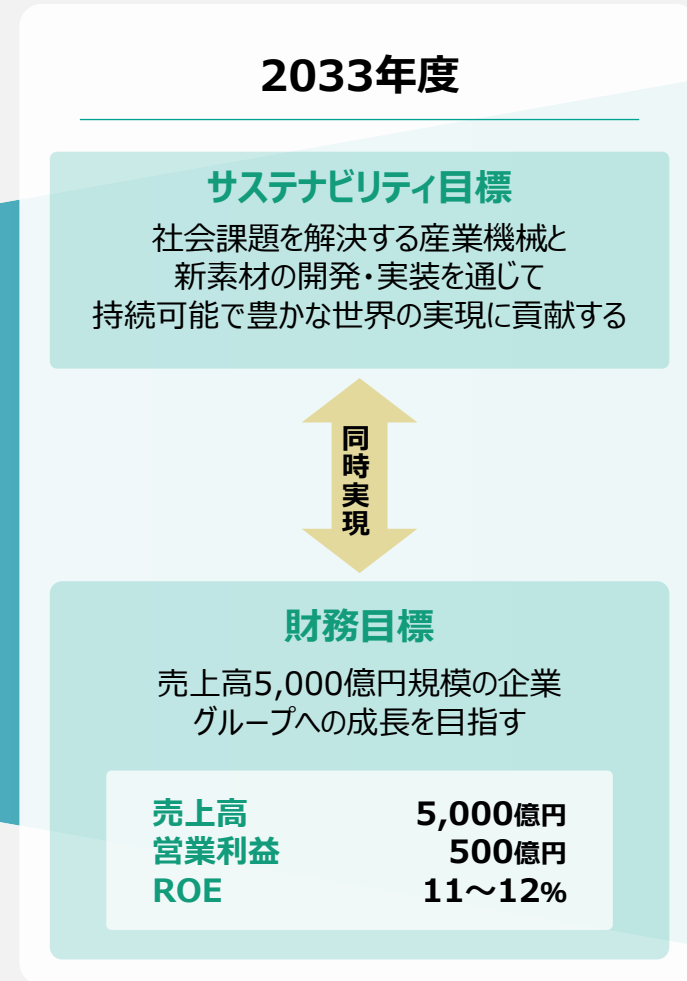 2033年度
サステナビリティ目標
社会課題を解決する産業機械と
新素材の開発・実装を通じて
持続可能で豊かな世界の実現に貢献する
同時実現
財務目標
売上高5,000億円規模の企業
グループへの成長を目指す
売上高 5,000億円
営業利益 500億円
ROE 11～12%